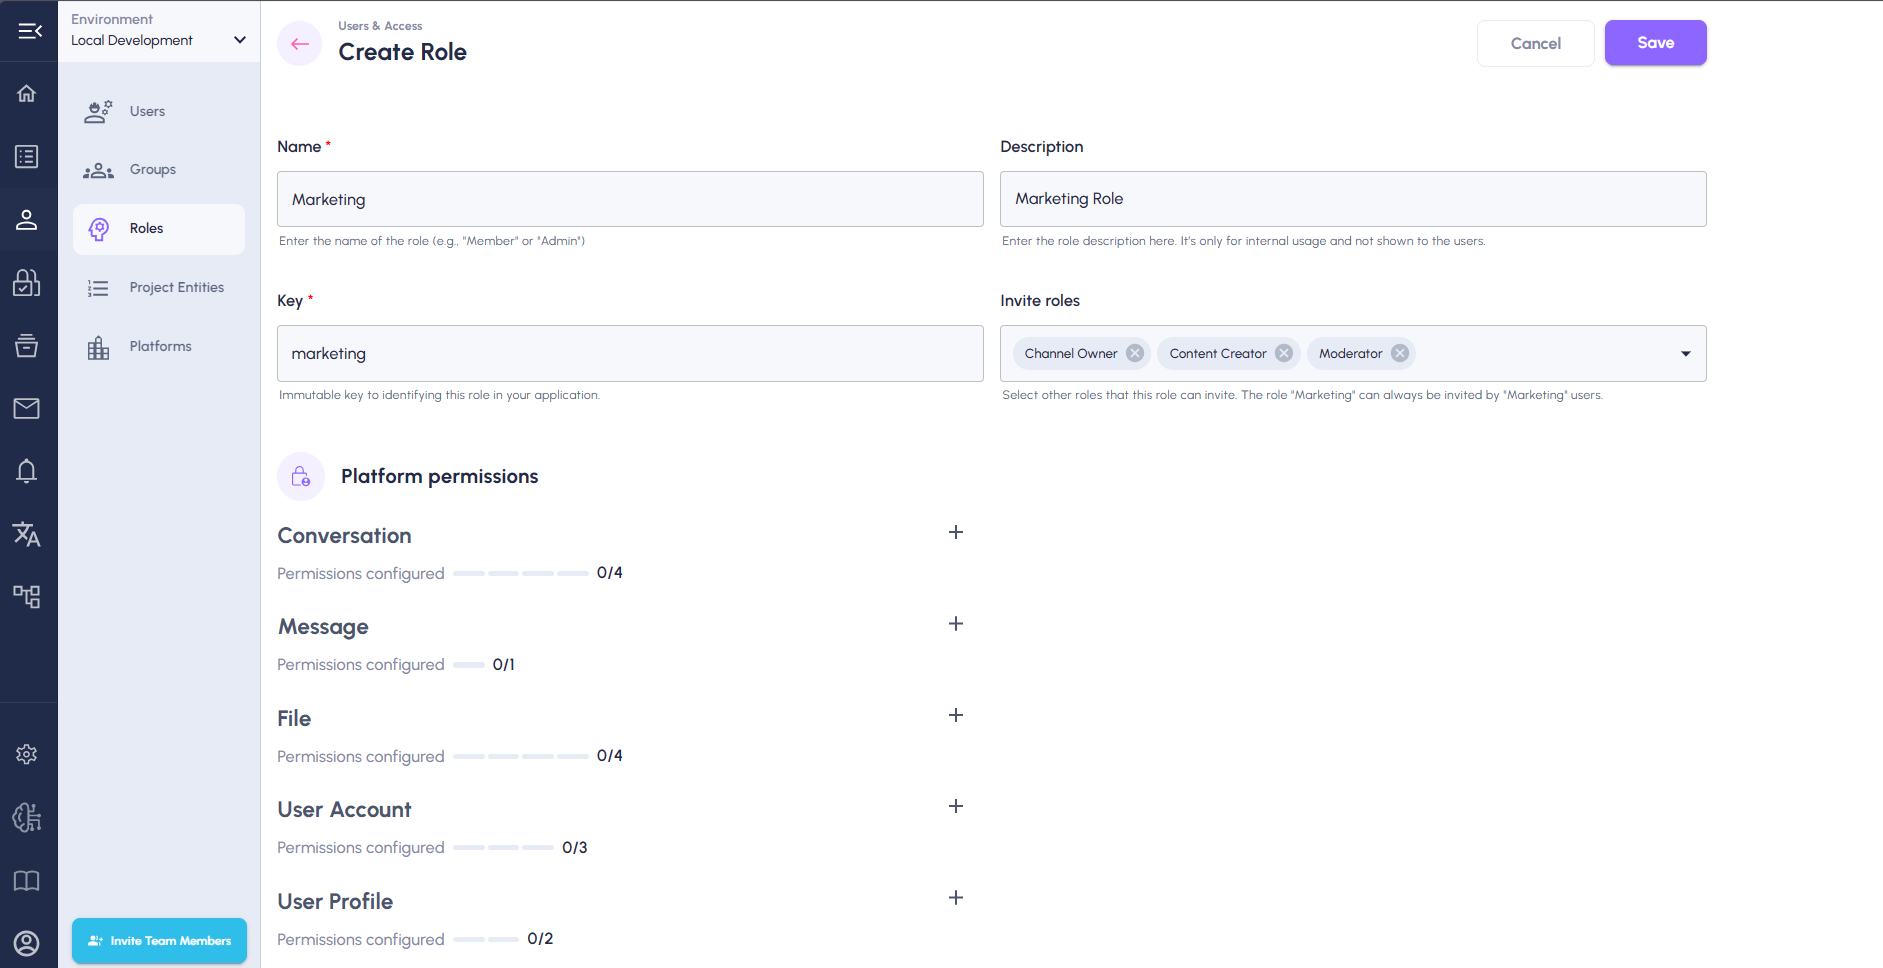 Environment
Local Development
Users
Groups
Roles
Project Entities
Platforms
Invite Team Members
Users & Access
Create Role
Cancel
Save
Name *
Marketing
Enter the name of the role (e.g., "Member" or "Admin")
Description
Marketing Role
Enter the role description here. It's only for internal usage and not shown to the users.
Key *
marketing
Immutable key to identifying this role in your application.
Invite roles
Channel Owner Content Creator Moderator
Select other roles that this role can invite. The role "Marketing" can always be invited by "Marketing" users.
Platform permissions
Conversation
Permissions configured 0/4
Message
Permissions configured 0/1
File
Permissions configured 0/4
User Account
Permissions configured 0/3
User Profile
Permissions configured 0/2